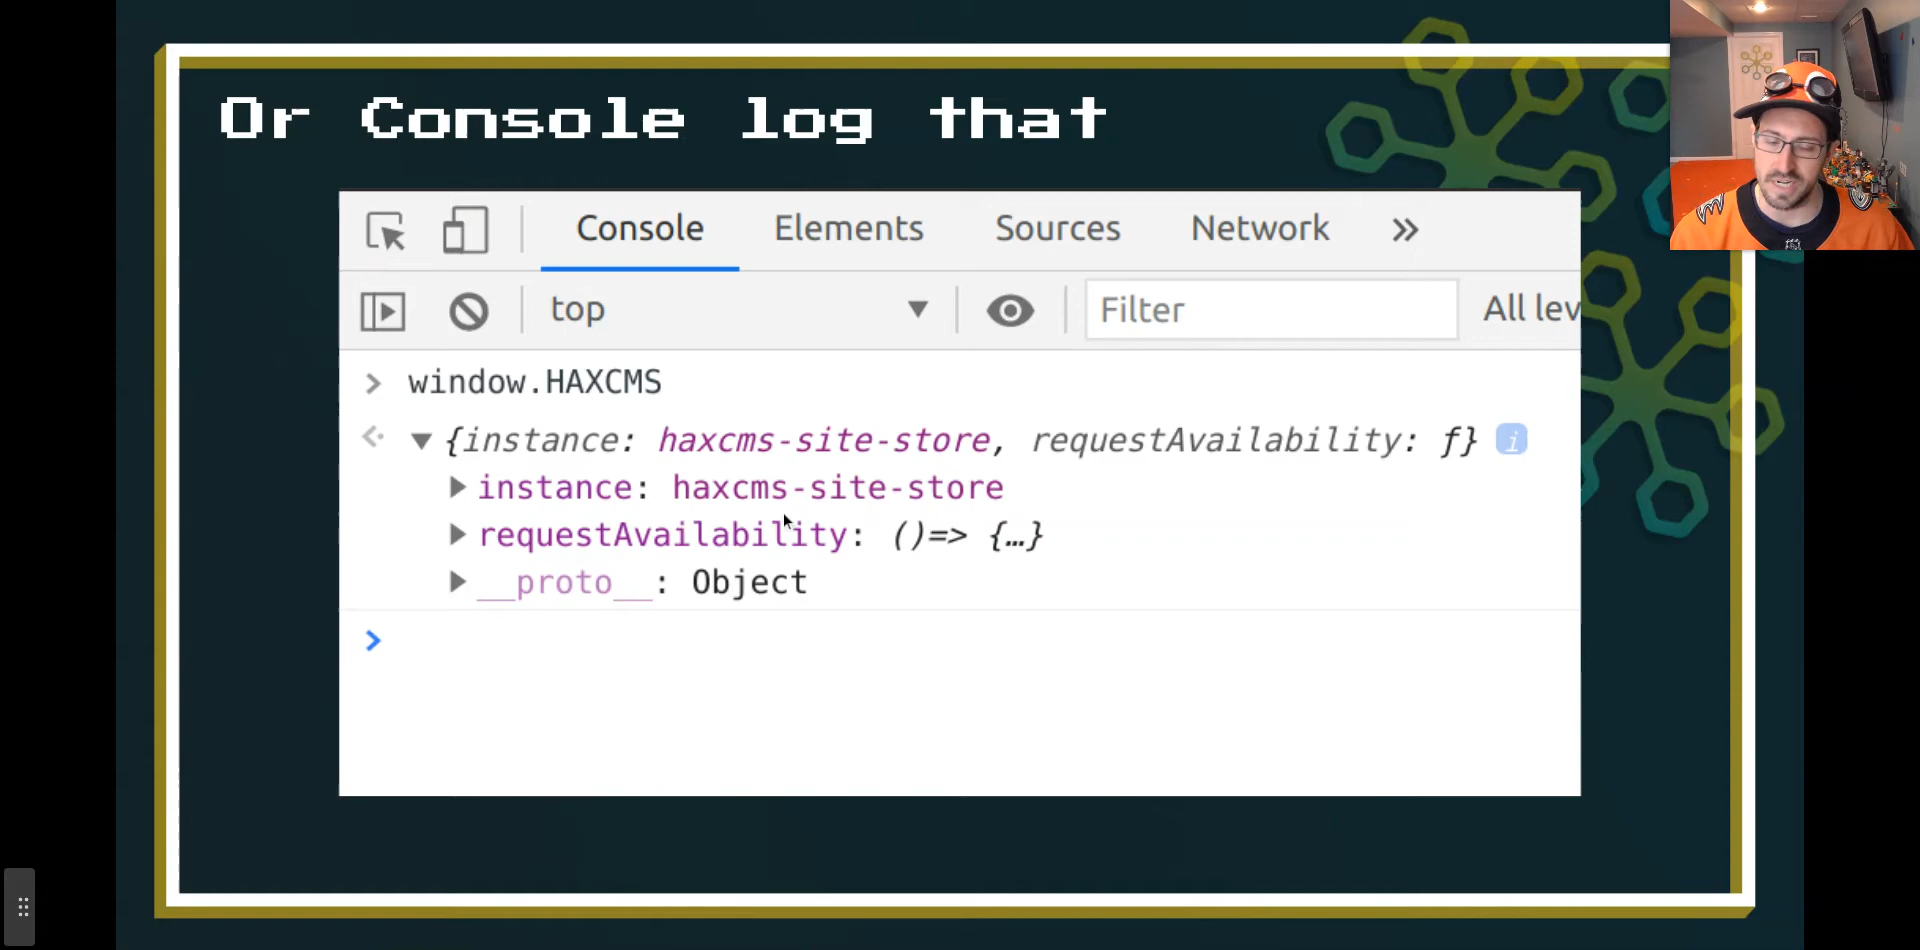 Or Console log that
Console Elements Sources Network »
top Filter All lev
> window.HAXCMS
{instance: haxcms-site-store, requestAvailability: ƒ} i
instance: haxcms-site-store
requestAvailability: ()=> {…}
__proto__: Object
>